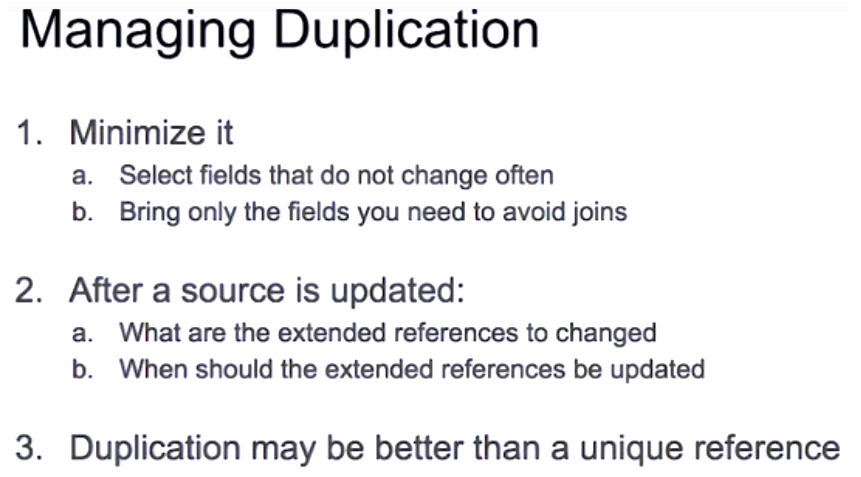 Managing Duplication
1. Minimize it
a. Select fields that do not change often
b. Bring only the fields you need to avoid joins
2. After a source is updated:
a. What are the extended references to changed
b. When should the extended references be updated
3. Duplication may be better than a unique reference